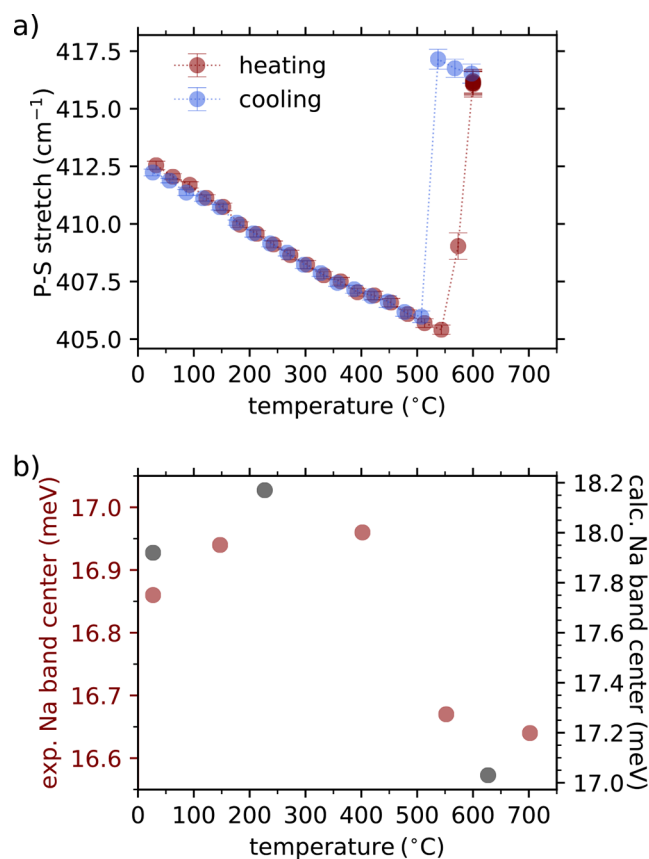 a)
417.5
415.0
412.5
410.0
407.5
405.0
P-S stretch (cm⁻¹)
heating
cooling
0 100 200 300 400 500 600 700
temperature (°C)
b)
17.0
16.9
16.8
16.7
16.6
exp. Na band center (meV)
18.2
18.0
17.8
17.6
17.4
17.2
17.0
calc. Na band center (meV)
0 100 200 300 400 500 600 700
temperature (°C)